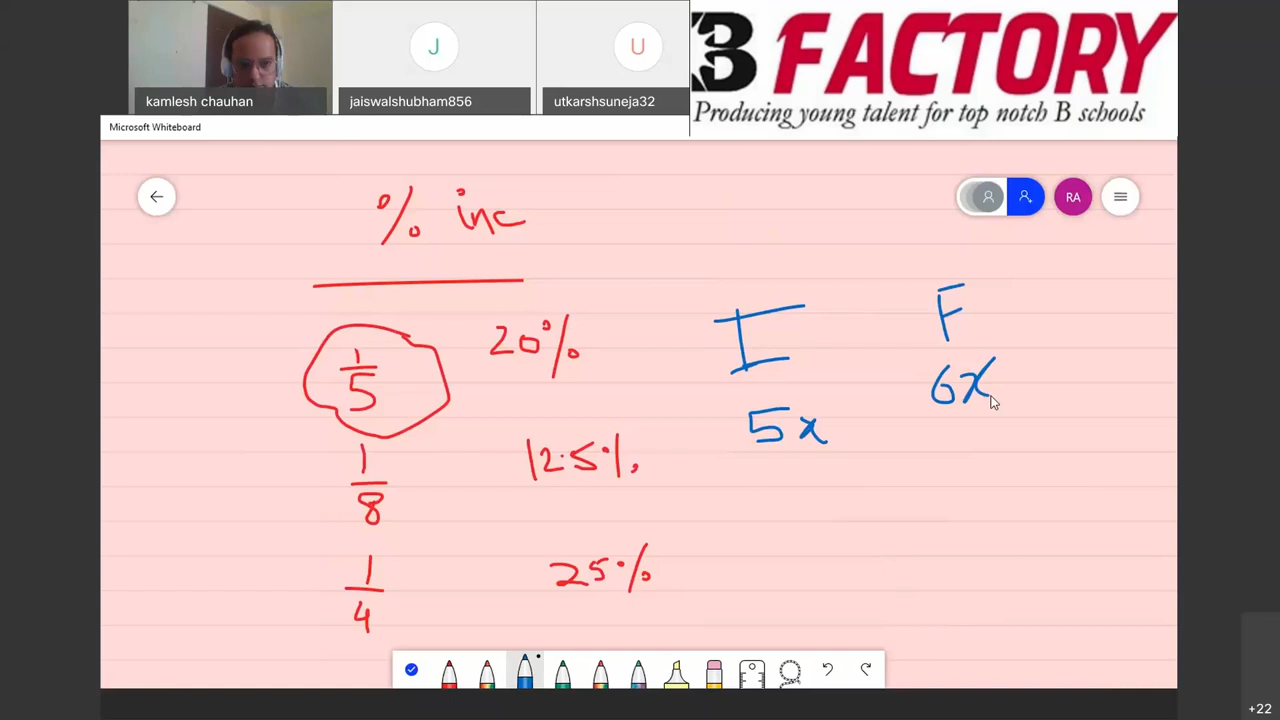 kamlesh chauhan
J
jaiswalshubham856
U
utkarshsuneja32
B FACTORY
Producing young talent for top notch B schools
Microsoft Whiteboard
RA
% inc
1/5 20%
1/8 12.5%
1/4 25%
I F
5x 6x
+22